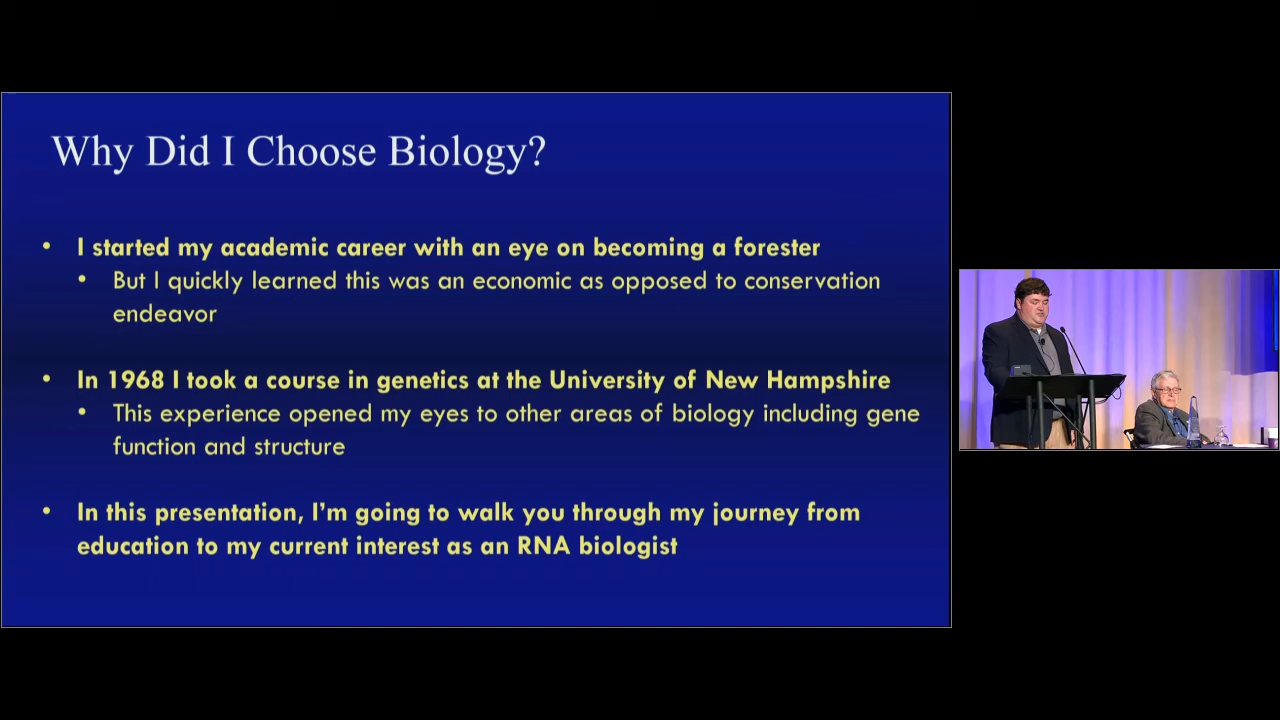 Why Did I Choose Biology?
• I started my academic career with an eye on becoming a forester
• But I quickly learned this was an economic as opposed to conservation
endeavor
• In 1968 I took a course in genetics at the University of New Hampshire
• This experience opened my eyes to other areas of biology including gene
function and structure
• In this presentation, I'm going to walk you through my journey from
education to my current interest as an RNA biologist